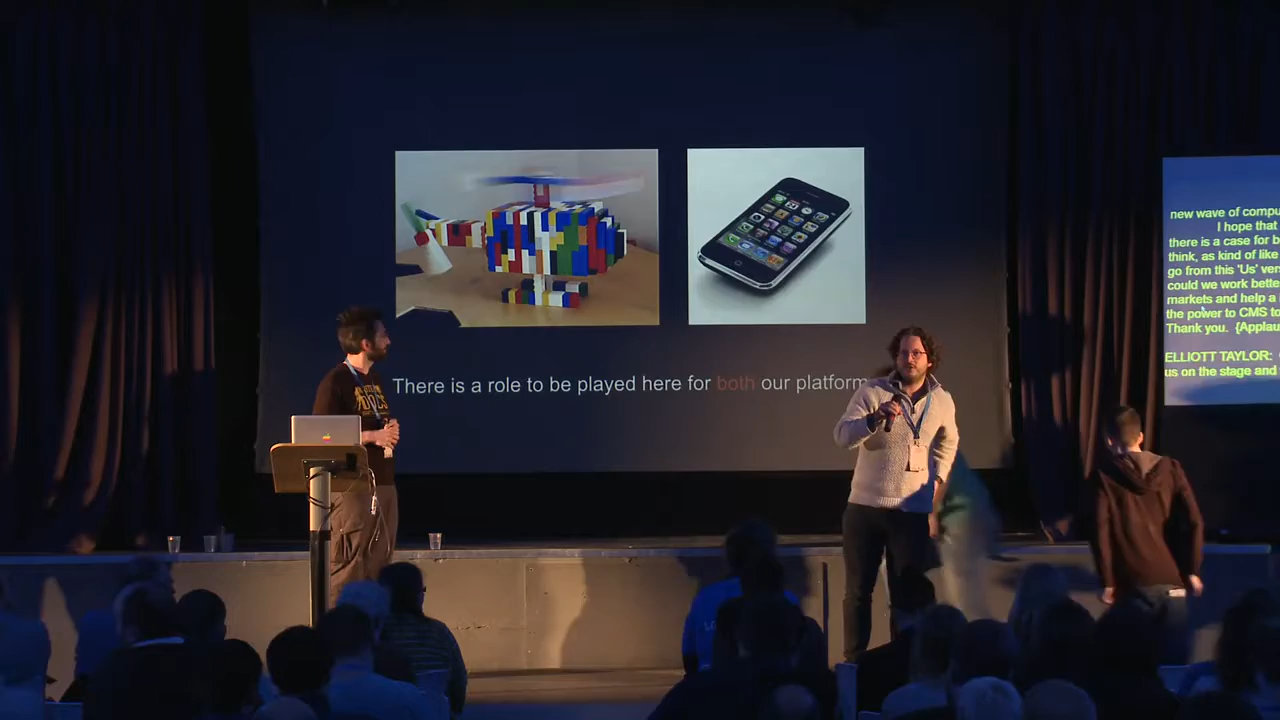 There is a role to be played here for both our platform
new wave of compu
I hope that
there is a case for b
think, as kind of like
go from this 'Us' ver
could we work bette
markets and help a
the power to CMS to
Thank you. {Applau
ELLIOTT TAYLOR:
us on the stage and
DOCS